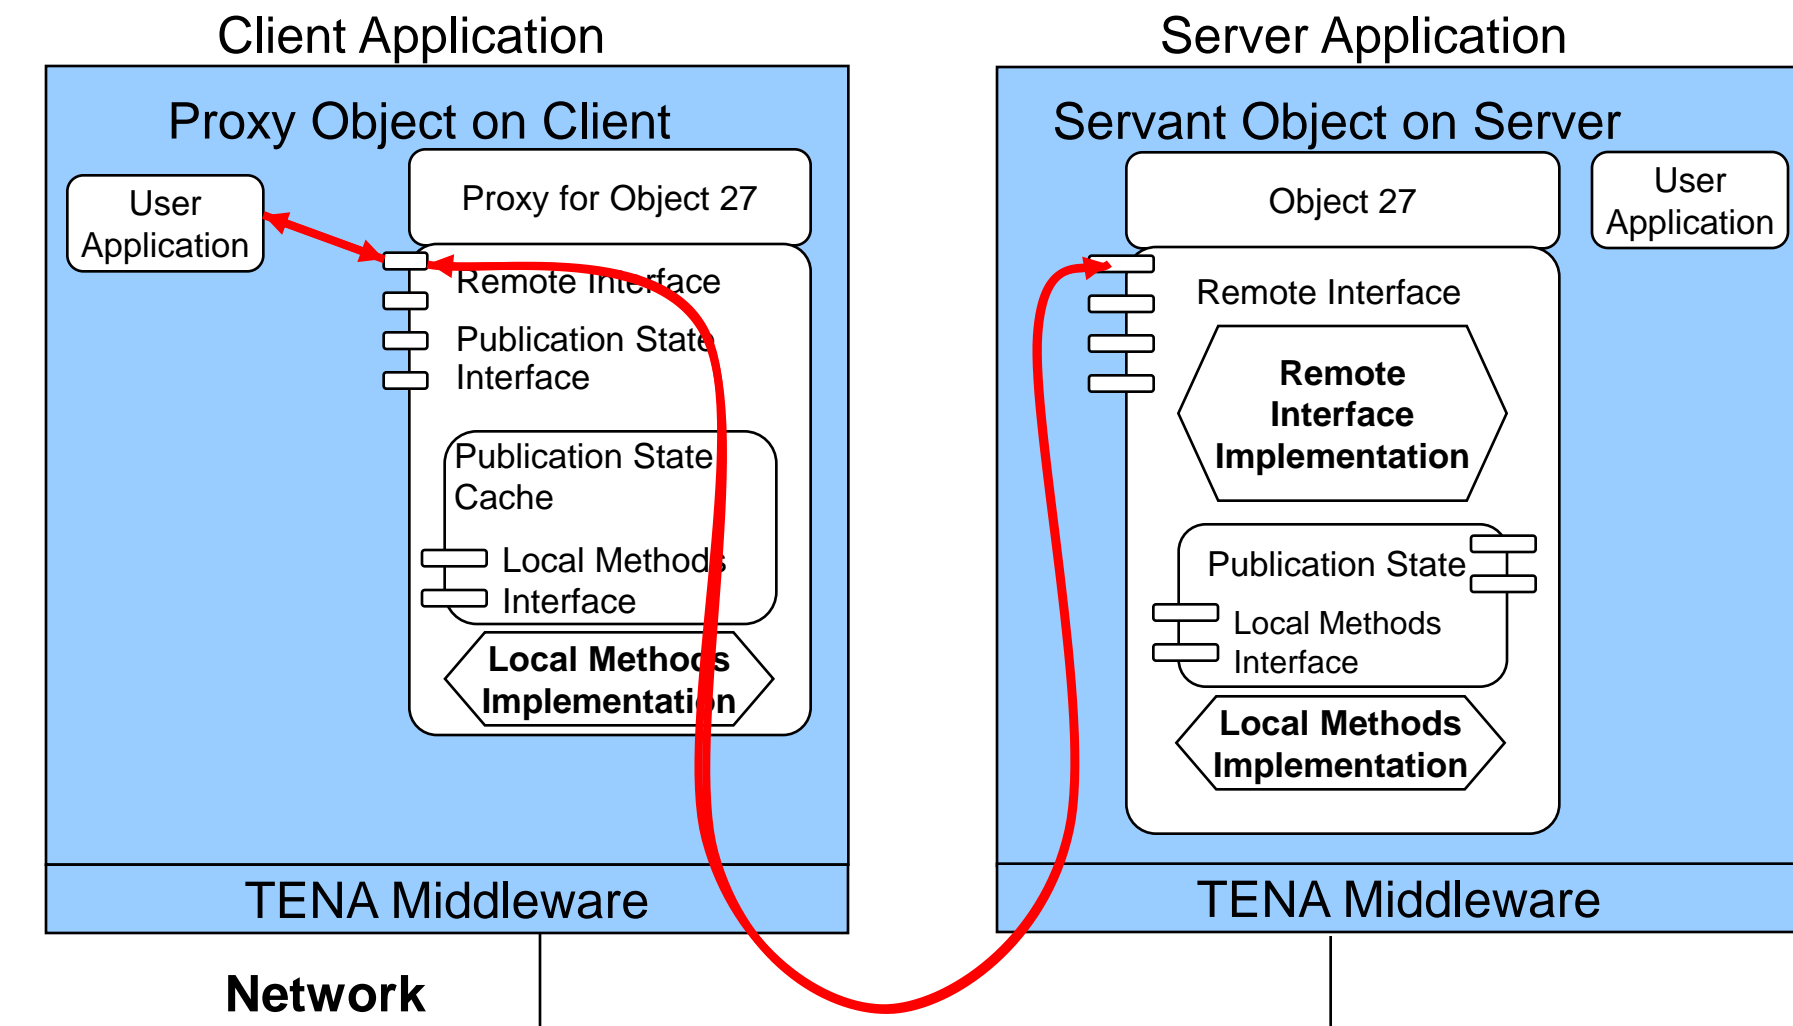 Client Application
Proxy Object on Client
User
Application
Proxy for Object 27
Remote Interface
Publication State
Interface
Publication State
Cache
Local Methods
Interface
Local Methods
Implementation
TENA Middleware
Network
Server Application
Servant Object on Server
Object 27
User
Application
Remote Interface
Remote
Interface
Implementation
Publication State
Local Methods
Interface
Local Methods
Implementation
TENA Middleware